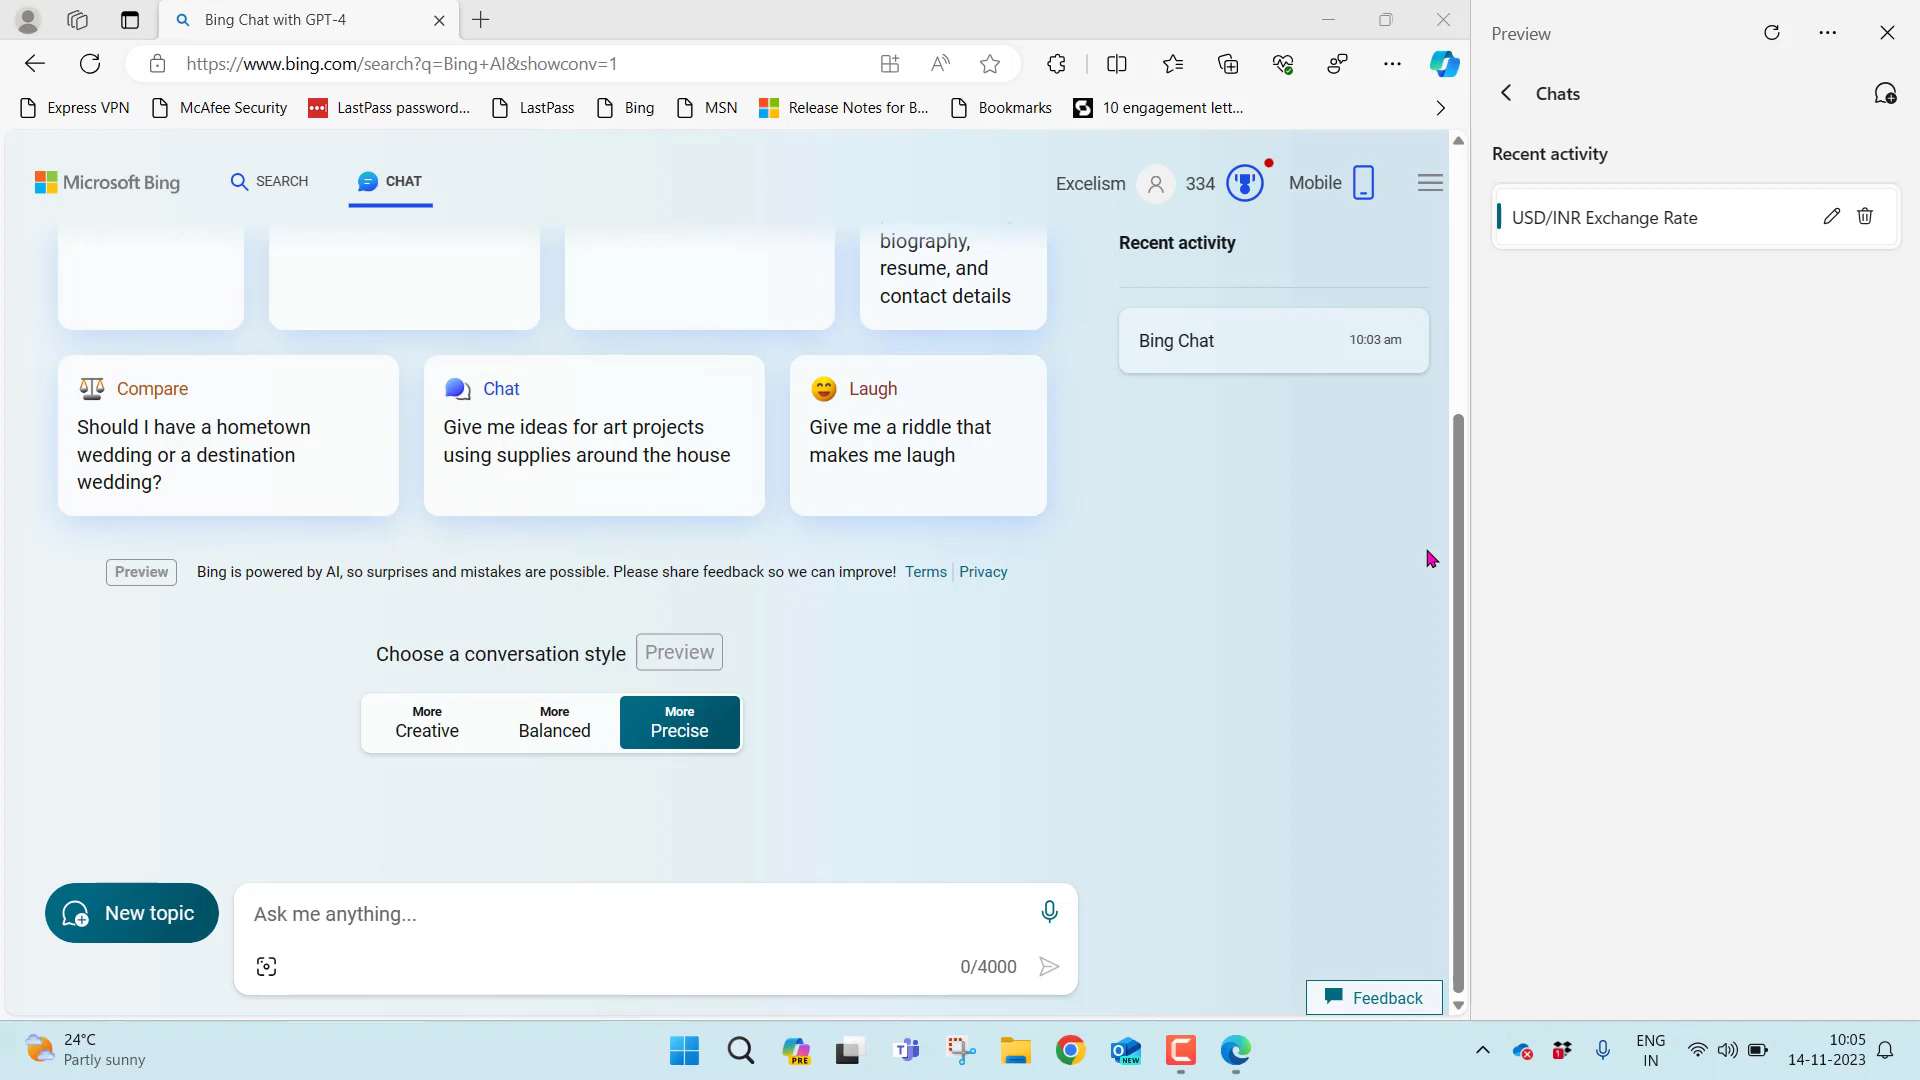 Bing Chat with GPT-4
https://www.bing.com/search?q=Bing+AI&showconv=1
Express VPN
McAfee Security
LastPass password...
LastPass
Bing
MSN
Release Notes for B...
Bookmarks
10 engagement lett...
Microsoft Bing
SEARCH
CHAT
Excelism
334
Mobile
biography,
resume, and
contact details
Compare
Should I have a hometown
wedding or a destination
wedding?
Chat
Give me ideas for art projects
using supplies around the house
Laugh
Give me a riddle that
makes me laugh
Recent activity
Bing Chat
10:03 am
Preview
Bing is powered by AI, so surprises and mistakes are possible. Please share feedback so we can improve!
Terms
Privacy
Choose a conversation style
Preview
More
Creative
More
Balanced
More
Precise
New topic
Ask me anything...
0/4000
Feedback
Preview
Chats
Recent activity
USD/INR Exchange Rate
24°C
Partly sunny
PRE
NEW
1
ENG
IN
10:05
14-11-2023